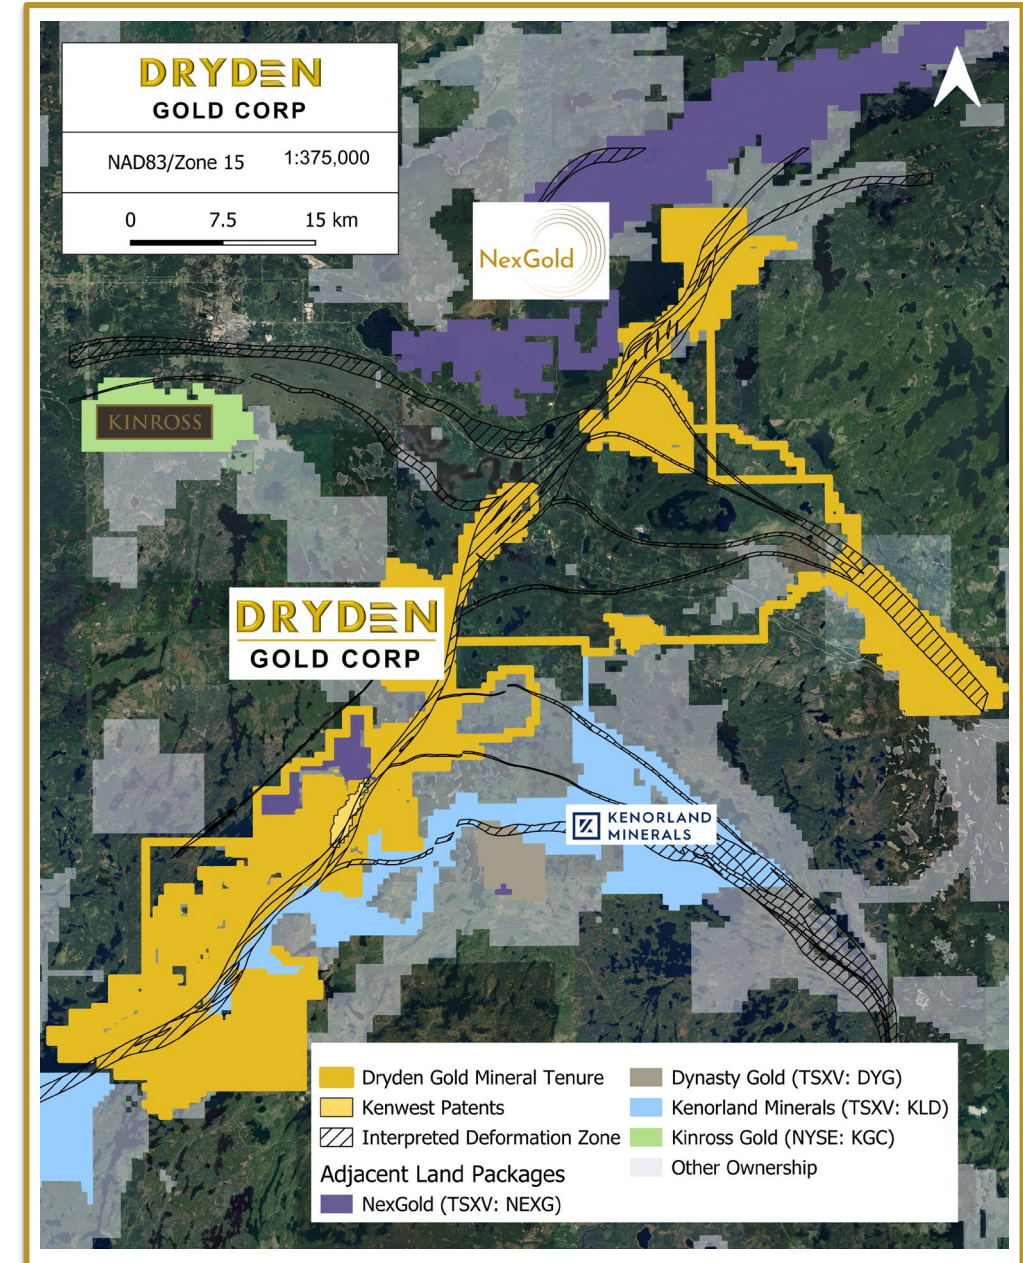 DRYDEN
GOLD CORP
NAD83/Zone 15 1:375,000
0 7.5 15 km
NexGold
KINROSS
DRYDEN
GOLD CORP
KENORLAND
MINERALS
Dryden Gold Mineral Tenure
Kenwest Patents
Interpreted Deformation Zone
Adjacent Land Packages
NexGold (TSXV: NEXG)
Dynasty Gold (TSXV: DYG)
Kenorland Minerals (TSXV: KLD)
Kinross Gold (NYSE: KGC)
Other Ownership